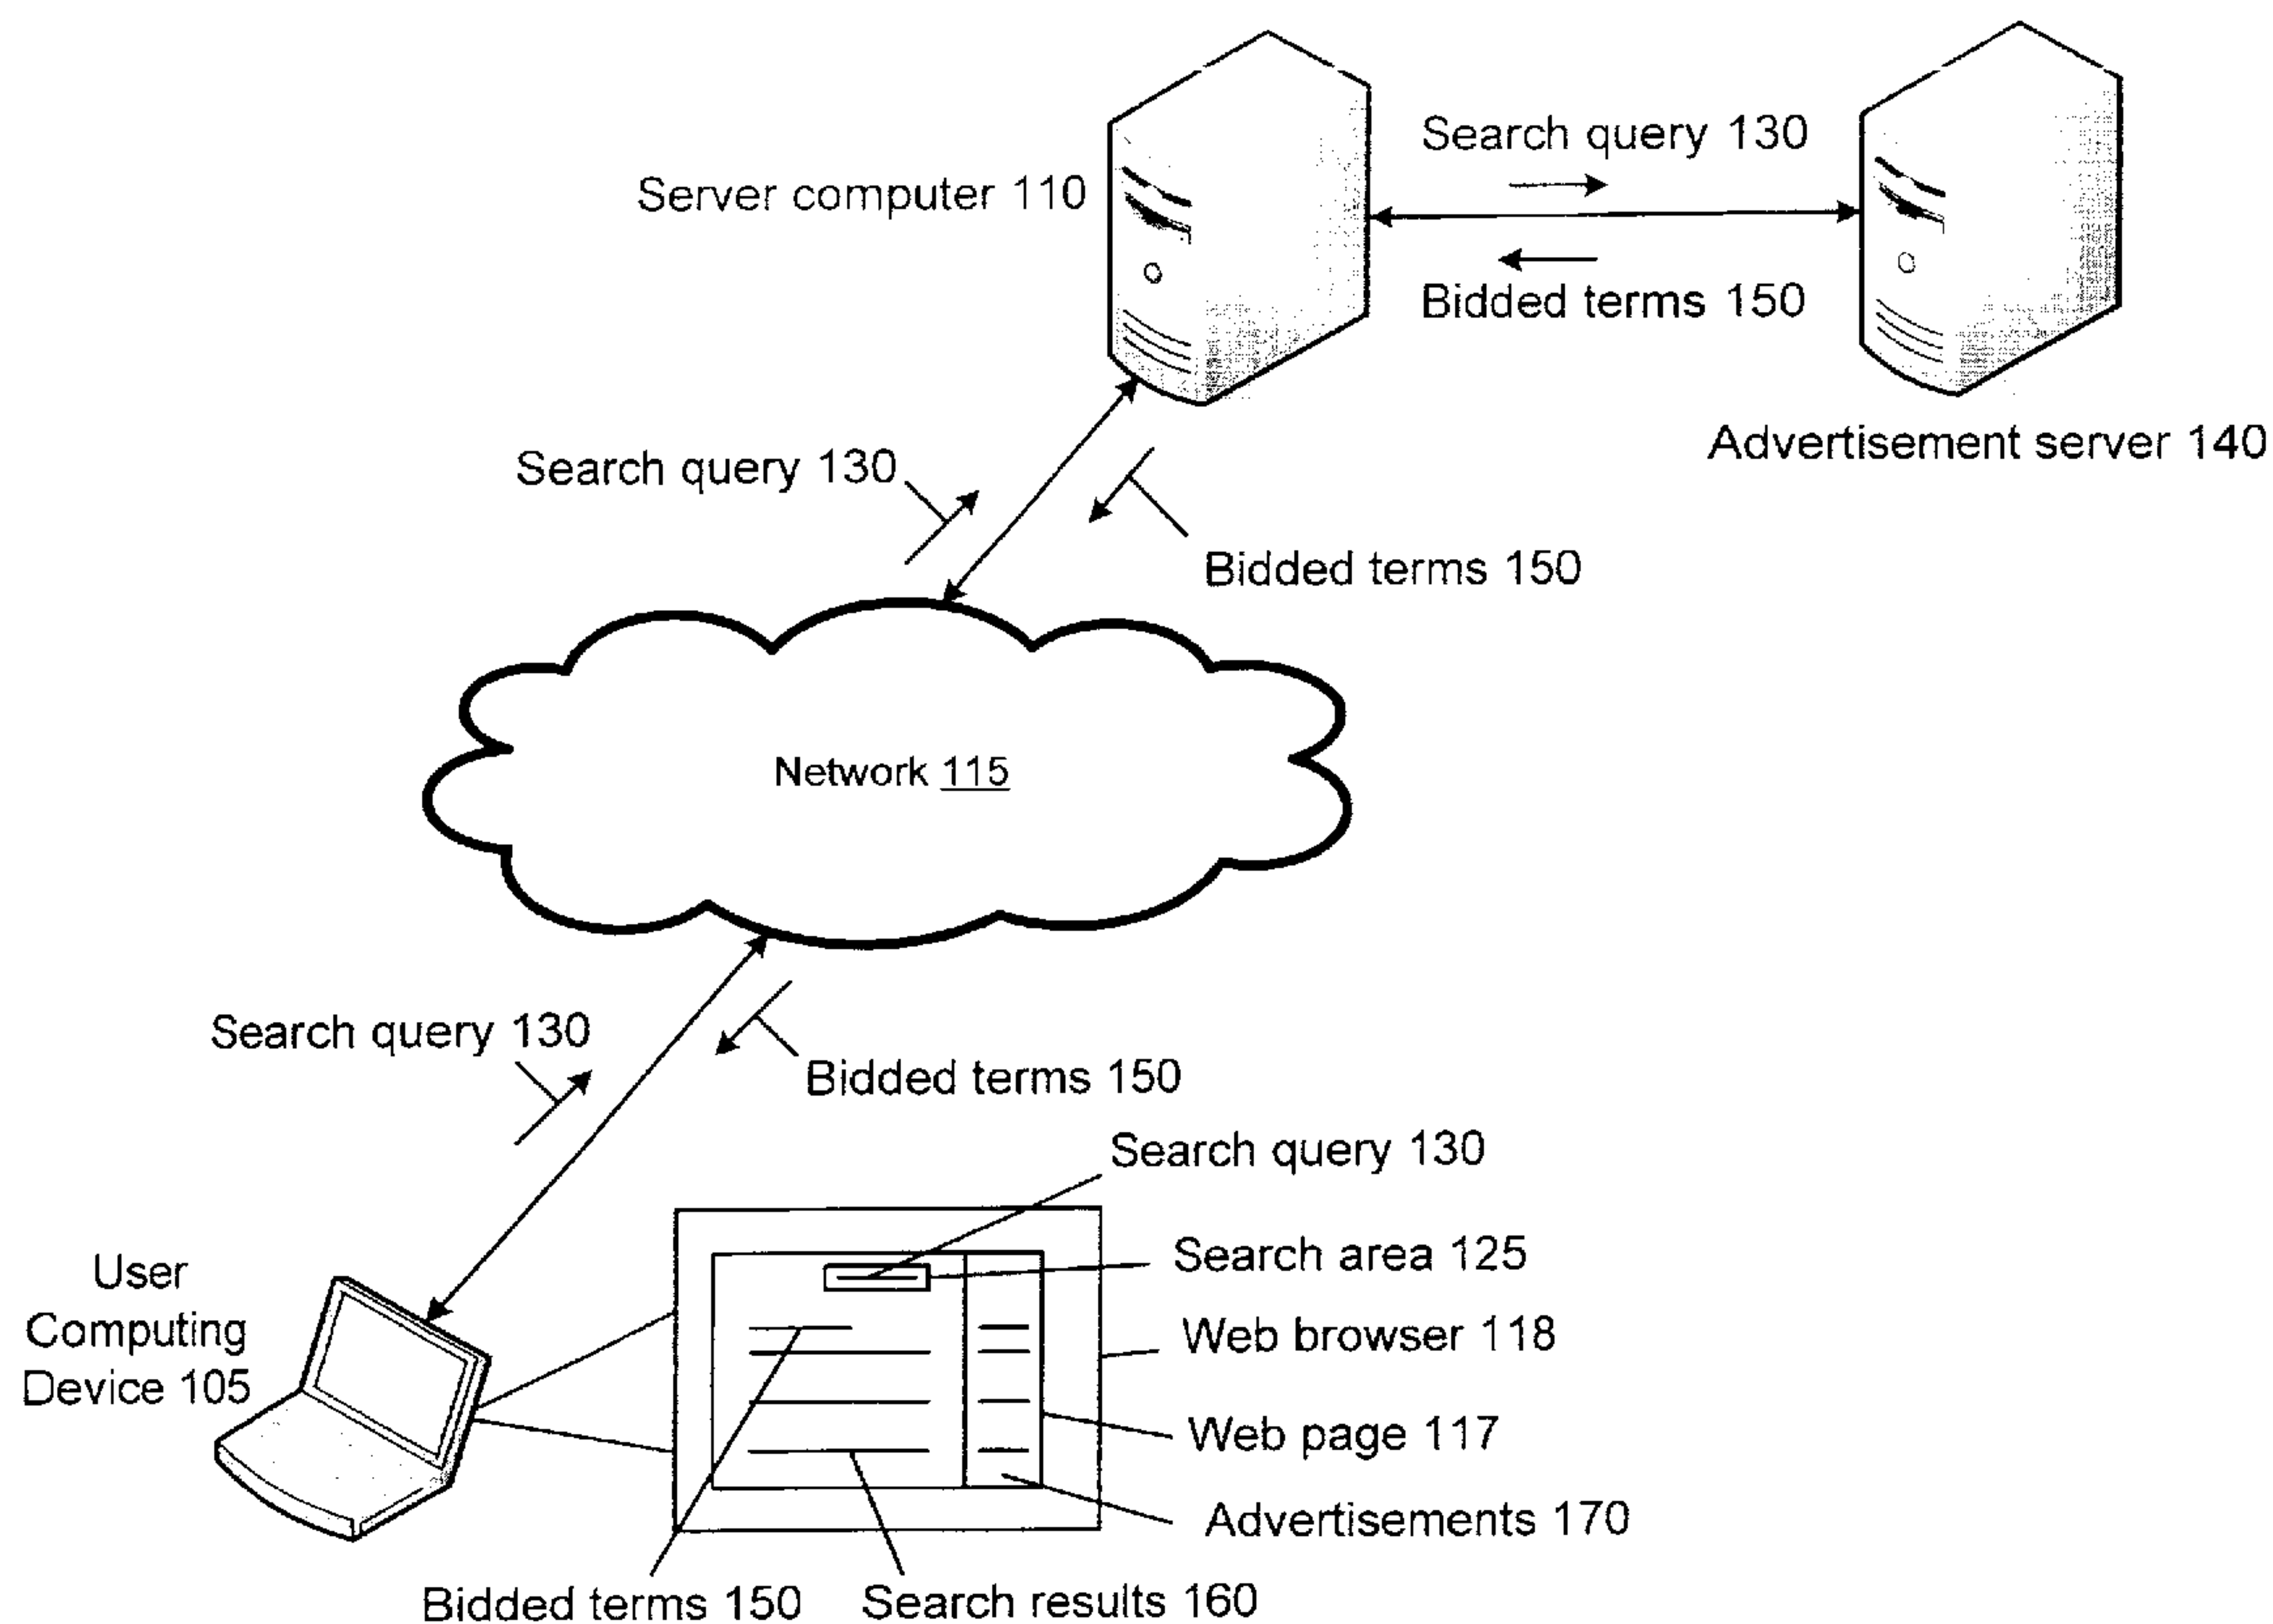 Search query 130
Server computer 110
Bidded terms 150
Advertisement server 140
Search query 130
Bidded terms 150
Network 115
Search query 130
Bidded terms 150
Search query 130
Search area 125
User
Computing
Device 105
Web browser 118
Web page 117
Advertisements 170
Bidded terms 150
Search results 160